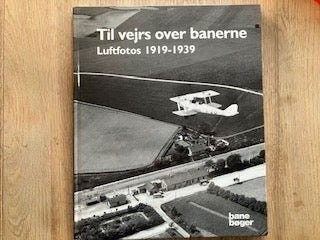 Til vejrs over banerne
Luftfotos 1919-1939
bane
bøger